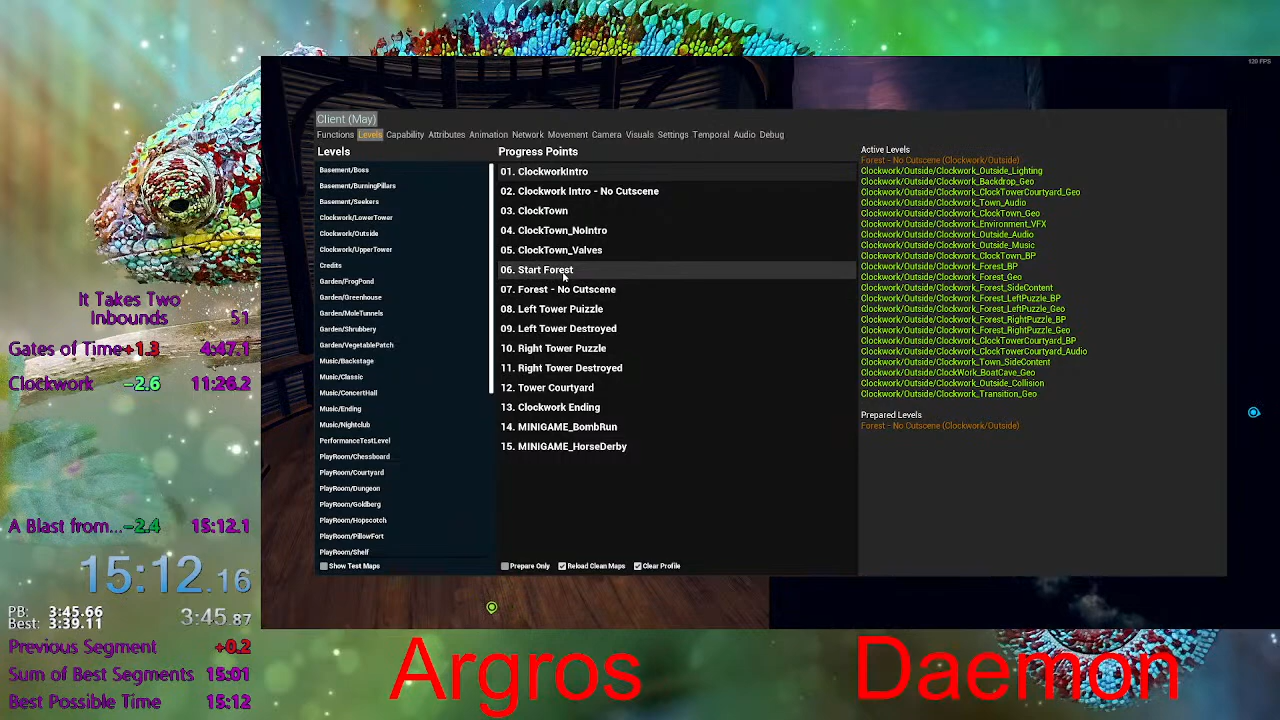 120 FPS
Client (May)
Functions Levels Capability Attributes Animation Network Movement Camera Visuals Settings Temporal Audio Debug
Levels
Basement/Boss
Basement/BurningPillars
Basement/Seekers
Clockwork/LowerTower
Clockwork/Outside
Clockwork/UpperTower
Credits
Garden/FrogPond
Garden/Greenhouse
Garden/MoleTunnels
Garden/Shrubbery
Garden/VegetablePatch
Music/Backstage
Music/Classic
Music/ConcertHall
Music/Ending
Music/Nightclub
PerformanceTestLevel
PlayRoom/Chessboard
PlayRoom/Courtyard
PlayRoom/Dungeon
PlayRoom/Goldberg
PlayRoom/Hopscotch
PlayRoom/PillowFort
PlayRoom/Shelf
Show Test Maps
Progress Points
01. ClockworkIntro
02. Clockwork Intro - No Cutscene
03. ClockTown
04. ClockTown_NoIntro
05. ClockTown_Valves
06. Start Forest
07. Forest - No Cutscene
08. Left Tower Puizzle
09. Left Tower Destroyed
10. Right Tower Puzzle
11. Right Tower Destroyed
12. Tower Courtyard
13. Clockwork Ending
14. MINIGAME_BombRun
15. MINIGAME_HorseDerby
Prepare Only Reload Clean Maps Clear Profile
Active Levels
Forest - No Cutscene (Clockwork/Outside)
Clockwork/Outside/Clockwork_Outside_Lighting
Clockwork/Outside/Clockwork_Backdrop_Geo
Clockwork/Outside/Clockwork_ClockTowerCourtyard_Geo
Clockwork/Outside/Clockwork_Town_Audio
Clockwork/Outside/Clockwork_ClockTown_Geo
Clockwork/Outside/Clockwork_Environment_VFX
Clockwork/Outside/Clockwork_Outside_Audio
Clockwork/Outside/Clockwork_Outside_Music
Clockwork/Outside/Clockwork_ClockTown_BP
Clockwork/Outside/Clockwork_Forest_BP
Clockwork/Outside/Clockwork_Forest_Geo
Clockwork/Outside/Clockwork_Forest_SideContent
Clockwork/Outside/Clockwork_Forest_LeftPuzzle_BP
Clockwork/Outside/Clockwork_Forest_LeftPuzzle_Geo
Clockwork/Outside/Clockwork_Forest_RightPuzzle_BP
Clockwork/Outside/Clockwork_Forest_RightPuzzle_Geo
Clockwork/Outside/Clockwork_ClockTowerCourtyard_BP
Clockwork/Outside/Clockwork_ClockTowerCourtyard_Audio
Clockwork/Outside/Clockwork_Town_SideContent
Clockwork/Outside/ClockWork_BoatCave_Geo
Clockwork/Outside/Clockwork_Outside_Collision
Clockwork/Outside/Clockwork_Transition_Geo
Prepared Levels
Forest - No Cutscene (Clockwork/Outside)
It Takes Two
Inbounds 51
Gates of Time +1.3 4:47.1
Clockwork -2.6 11:26.2
A Blast from... -2.4 15:12.1
15:12.16
PB: 3:45.66
Best: 3:39.11
3:45.87
Previous Segment +0.2
Sum of Best Segments 15:01
Best Possible Time 15:12
Argros
Daemon